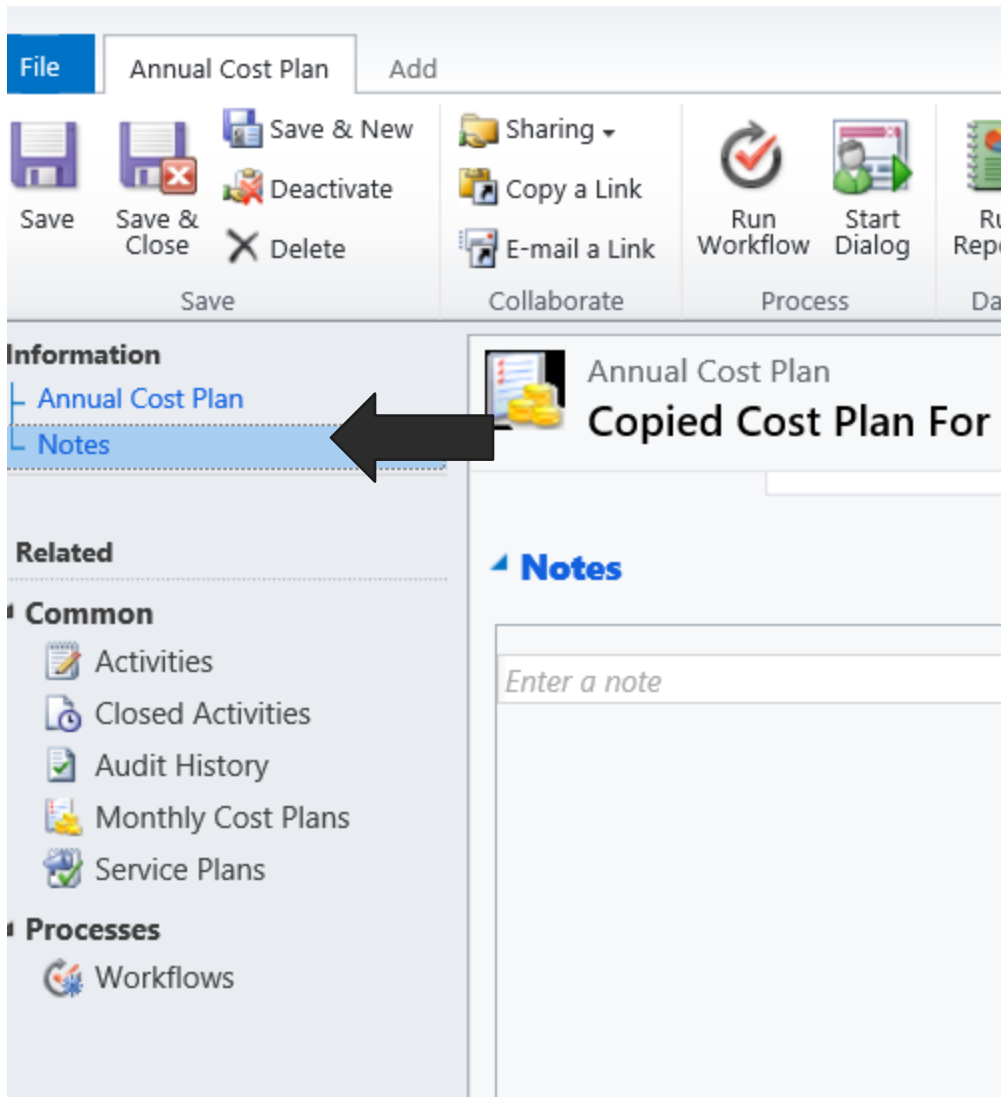 File
Annual Cost Plan
Add
Save
Save &
Close
Save & New
Deactivate
Delete
Save
Sharing
Copy a Link
E-mail a Link
Collaborate
Run
Workflow
Start
Dialog
Process
Information
Annual Cost Plan
Notes
Related
Common
Activities
Closed Activities
Audit History
Monthly Cost Plans
Service Plans
Processes
Workflows
Annual Cost Plan
Copied Cost Plan For
Notes
Enter a note